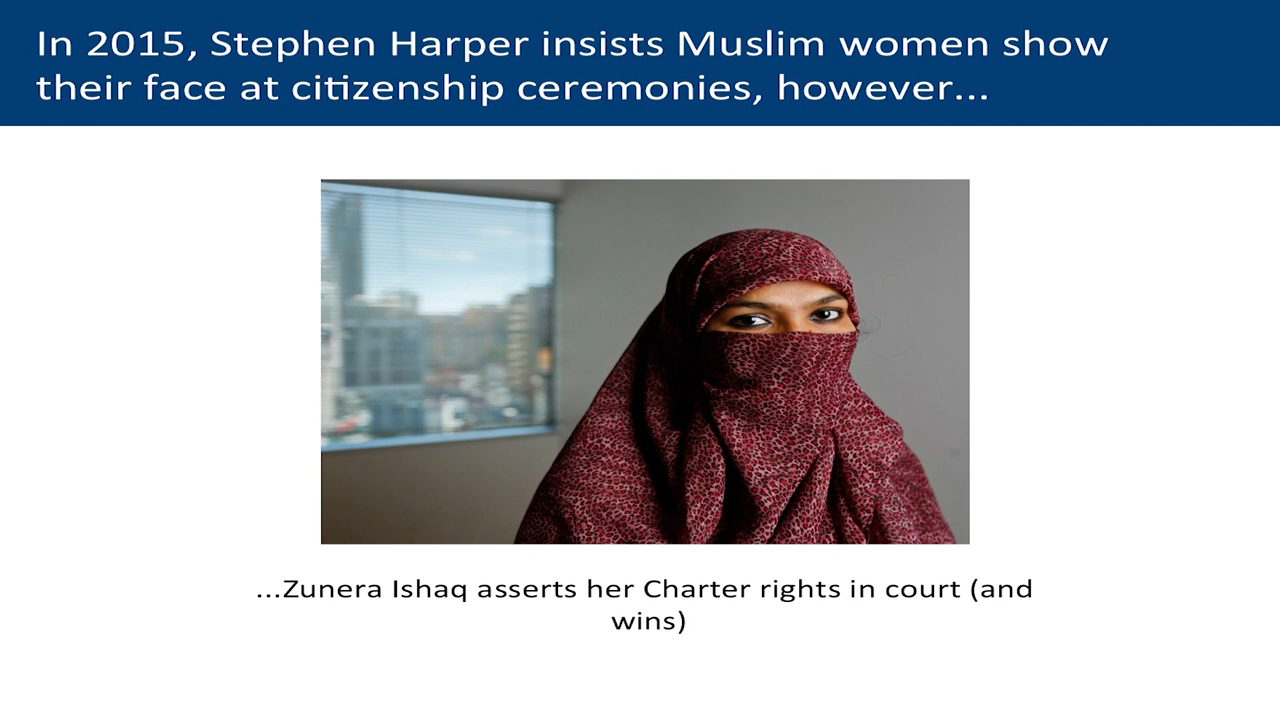 In 2015, Stephen Harper insists Muslim women show
their face at citizenship ceremonies, however...
...Zunera Ishaq asserts her Charter rights in court (and
wins)